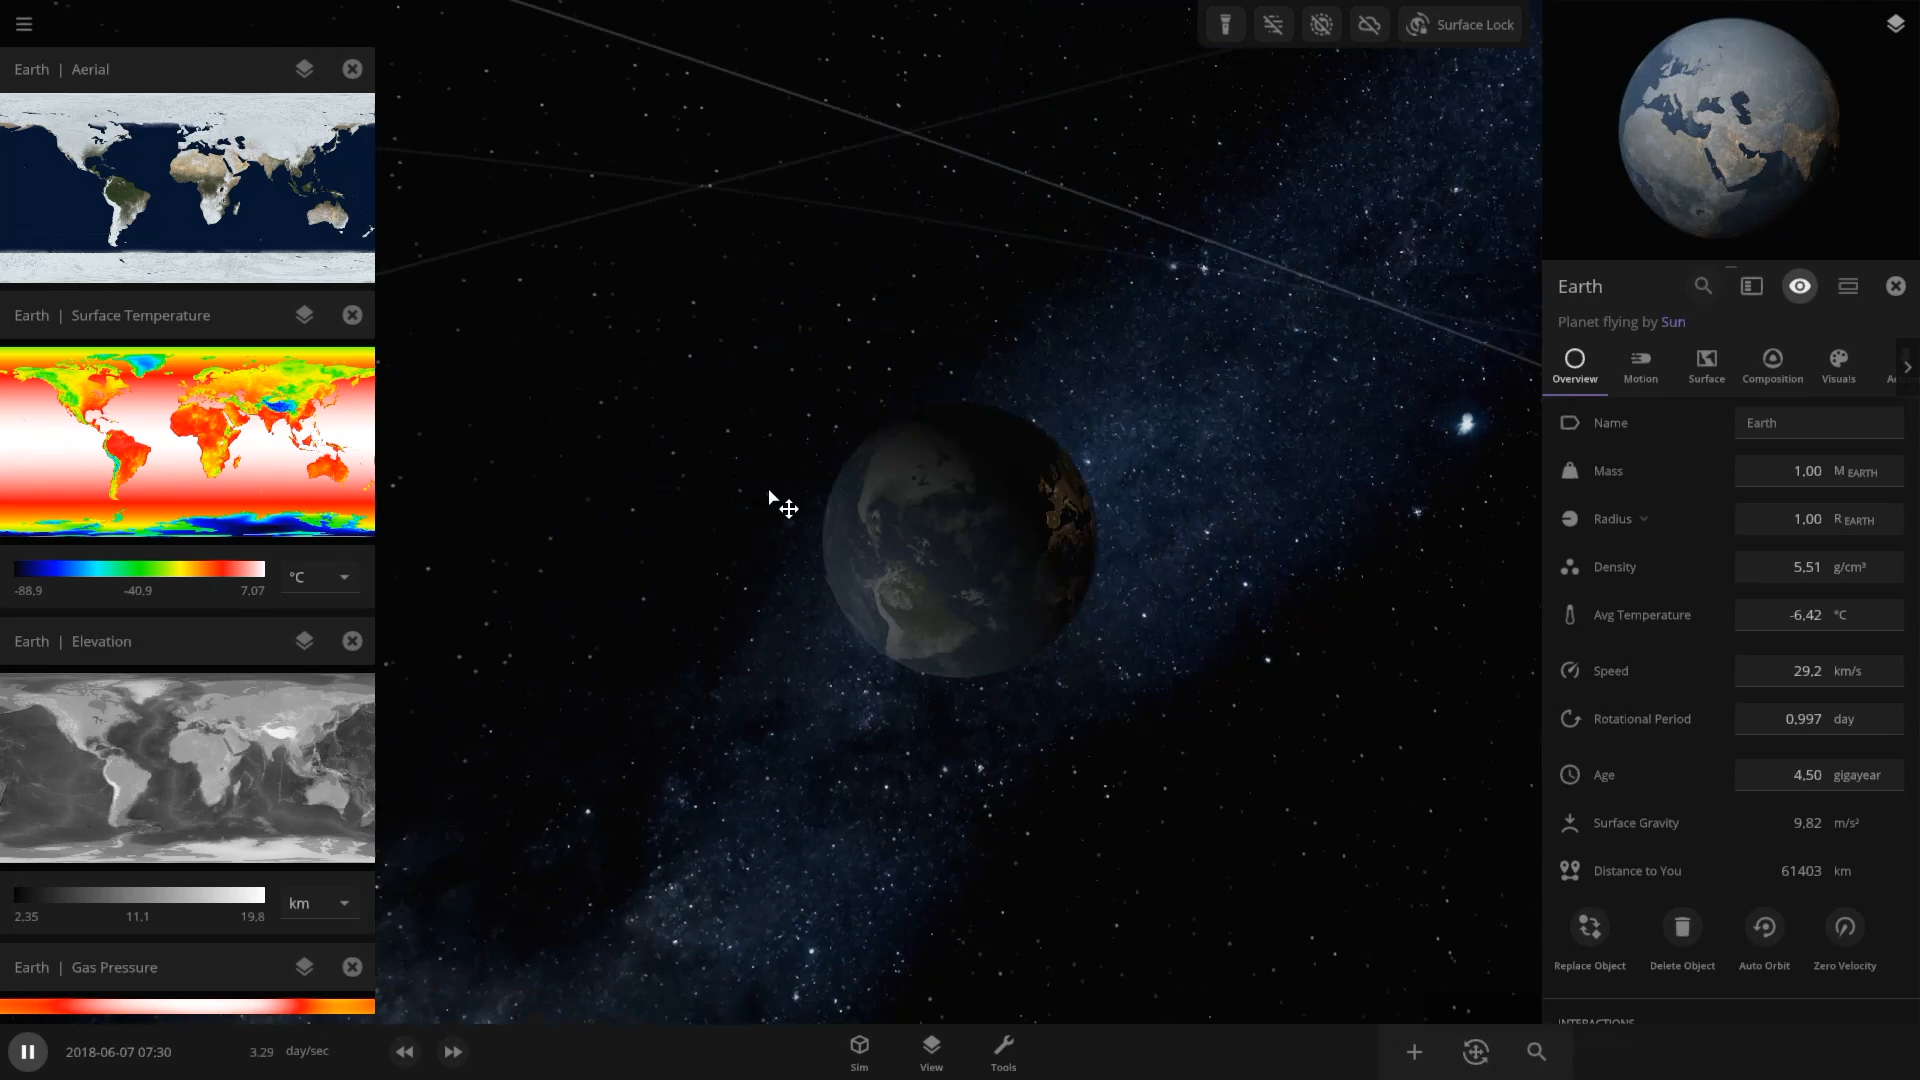 Surface Lock
Earth | Aerial
Earth | Surface Temperature
°C
-88,9 -40,9 7,07
Earth | Elevation
km
2,35 11,1 19,8
Earth | Gas Pressure
Earth
Planet flying by Sun
Overview Motion Surface Composition Visuals
Name Earth
Mass 1,00 M EARTH
Radius 1,00 R EARTH
Density 5,51 g/cm³
Avg Temperature -6,42 °C
Speed 29,2 km/s
Rotational Period 0,997 day
Age 4,50 gigayear
Surface Gravity 9,82 m/s²
Distance to You 61403 km
Replace Object Delete Object Auto Orbit Zero Velocity
INTERACTIONS
2018-06-07 07:30 3.29 day/sec
Sim View Tools